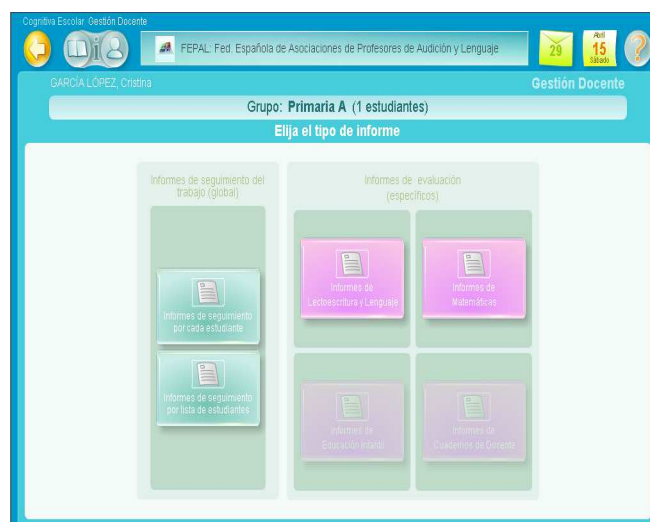 Cognitiva Escolar Gestión Docente
FEPAL: Fed. Española de Asociaciones de Profesores de Audición y Lenguaje
29
Abril
15
Sábado
GARCÍA LÓPEZ, Cristina
Gestión Docente
Grupo: Primaria A (1 estudiantes)
Elija el tipo de informe
Informes de seguimiento del
trabajo (global)
Informes de evaluación
(específicos)
Informes de seguimiento
por cada estudiante
Informes de seguimiento
por lista de estudiantes
Informes de
Lectoescritura y Lenguaje
Informes de
Matemáticas
Informes de
Educación Infantil
Informes de
Cuadernos de Docente